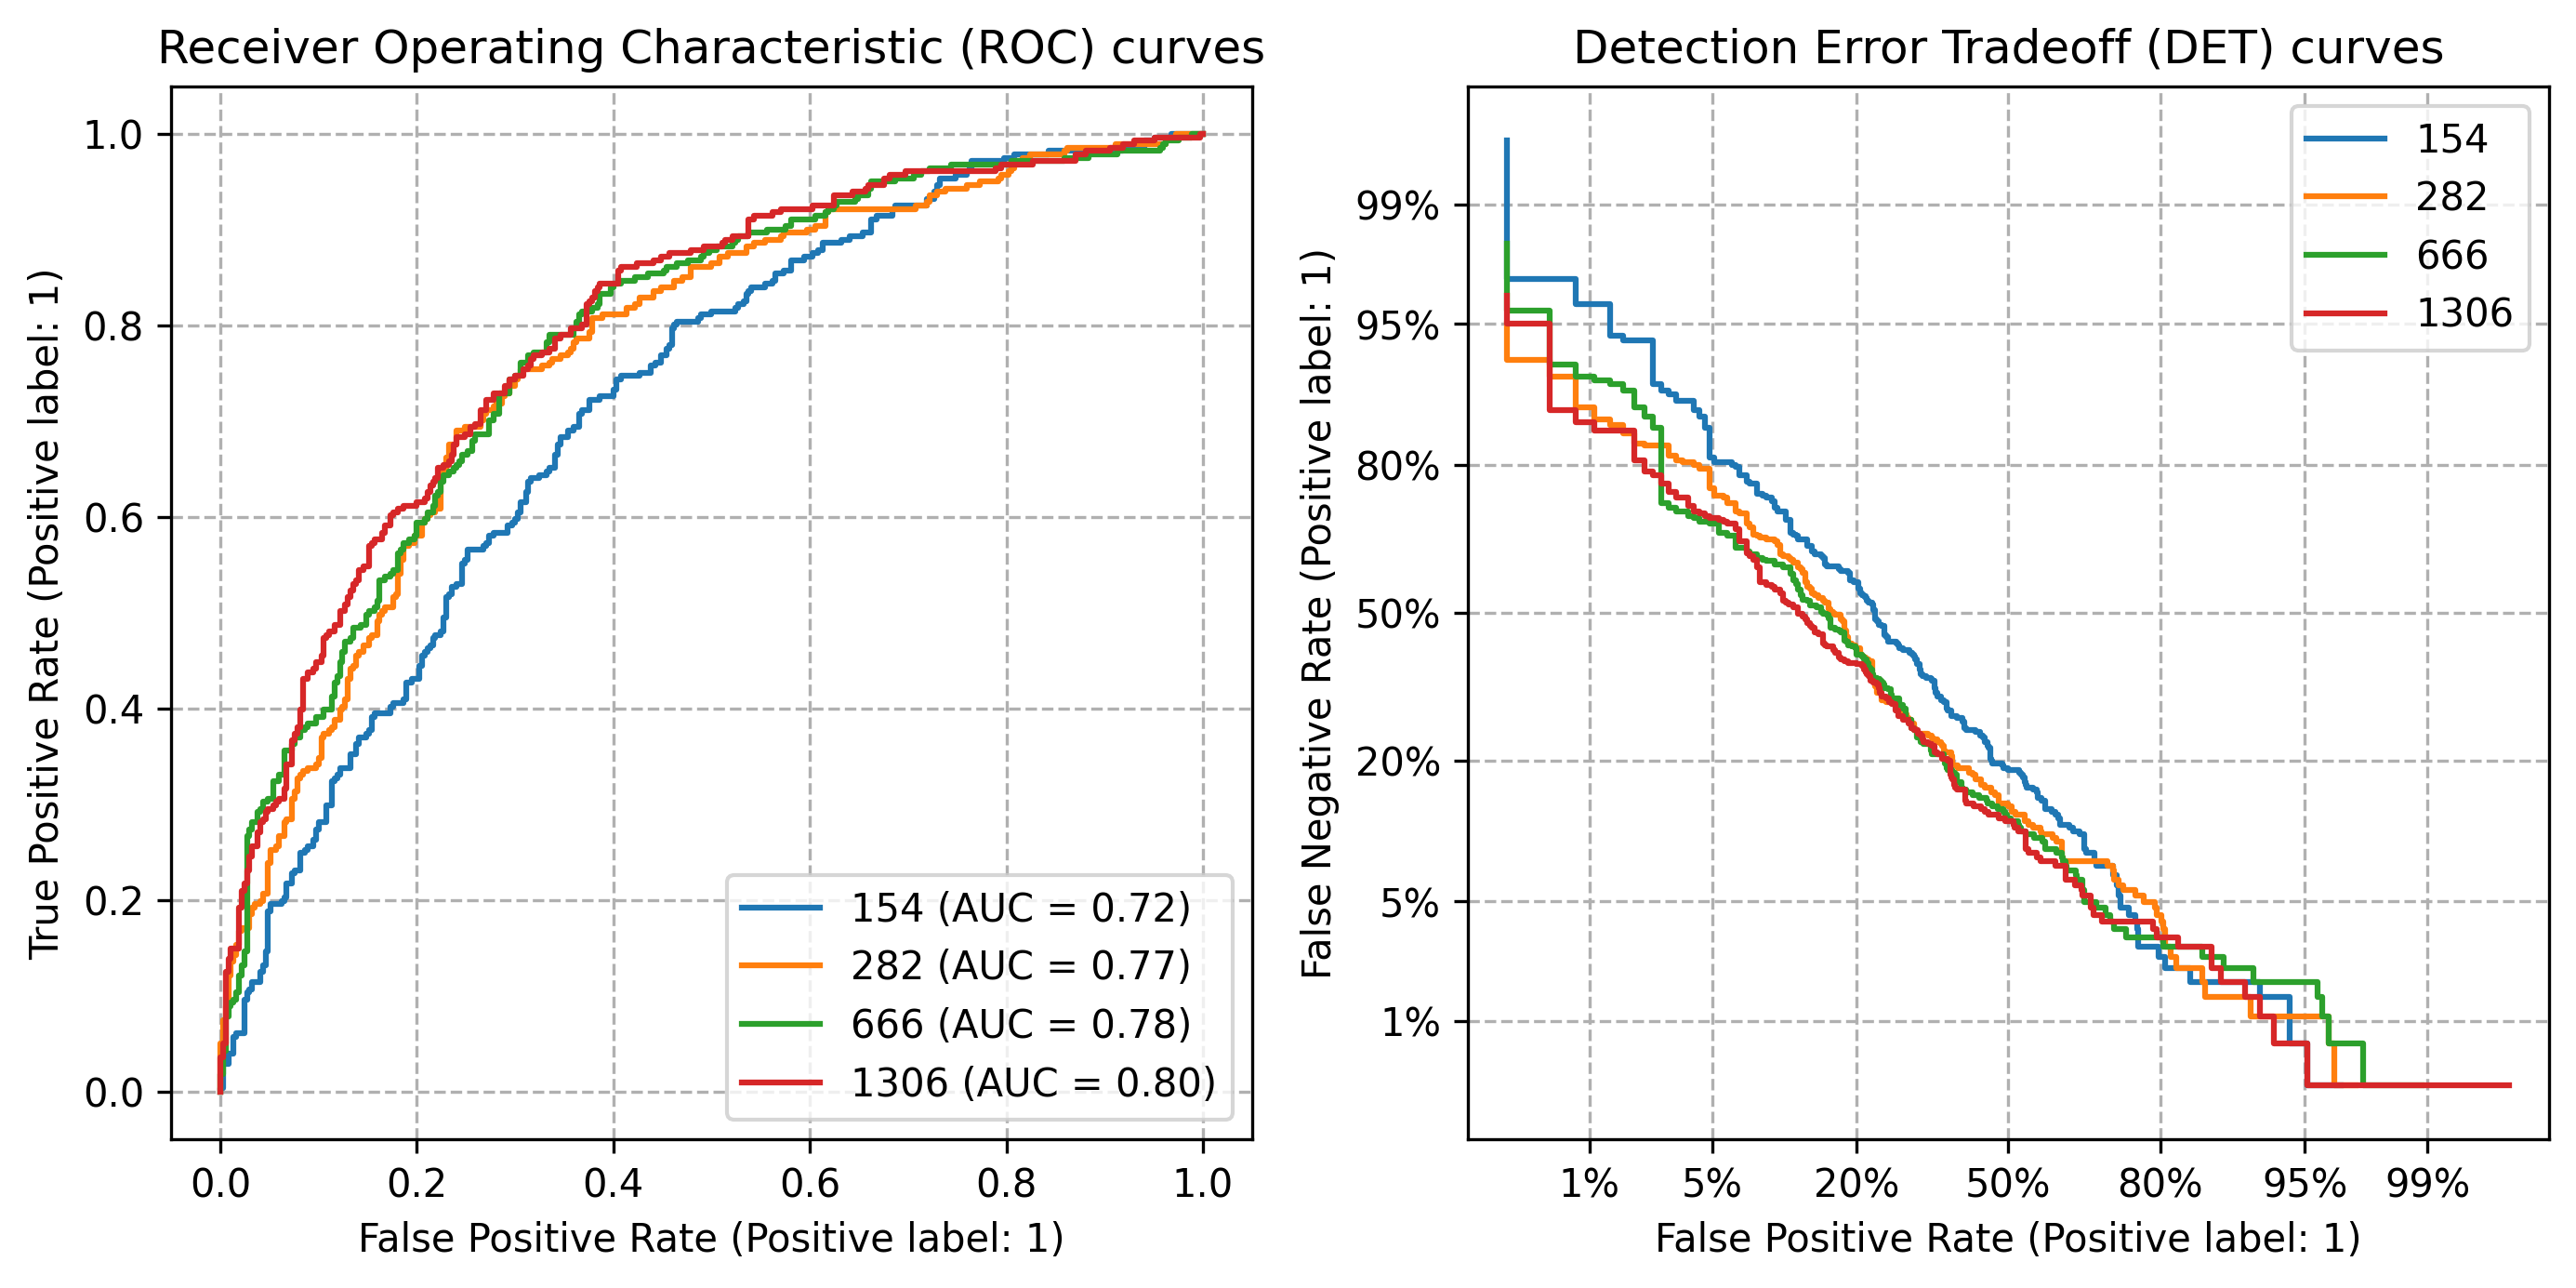 Receiver Operating Characteristic (ROC) curves
True Positive Rate (Positive label: 1)
1.0
0.8
0.6
0.4
0.2
0.0
154 (AUC = 0.72)
282 (AUC = 0.77)
666 (AUC = 0.78)
1306 (AUC = 0.80)
0.0 0.2 0.4 0.6 0.8 1.0
False Positive Rate (Positive label: 1)
Detection Error Tradeoff (DET) curves
False Negative Rate (Positive label: 1)
99%
95%
80%
50%
20%
5%
1%
154
282
666
1306
1% 5% 20% 50% 80% 95% 99%
False Positive Rate (Positive label: 1)